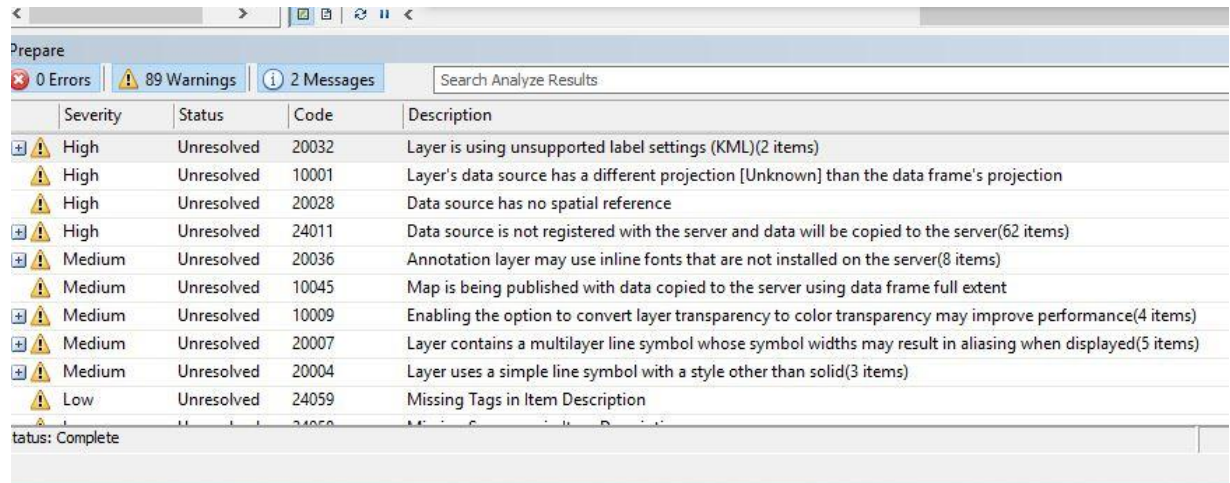 Prepare
0 Errors 89 Warnings 2 Messages Search Analyze Results
Severity Status Code Description
High Unresolved 20032 Layer is using unsupported label settings (KML)(2 items)
High Unresolved 10001 Layer's data source has a different projection [Unknown] than the data frame's projection
High Unresolved 20028 Data source has no spatial reference
High Unresolved 24011 Data source is not registered with the server and data will be copied to the server(62 items)
Medium Unresolved 20036 Annotation layer may use inline fonts that are not installed on the server(8 items)
Medium Unresolved 10045 Map is being published with data copied to the server using data frame full extent
Medium Unresolved 10009 Enabling the option to convert layer transparency to color transparency may improve performance(4 items)
Medium Unresolved 20007 Layer contains a multilayer line symbol whose symbol widths may result in aliasing when displayed(5 items)
Medium Unresolved 20004 Layer uses a simple line symbol with a style other than solid(3 items)
Low Unresolved 24059 Missing Tags in Item Description
tatus: Complete